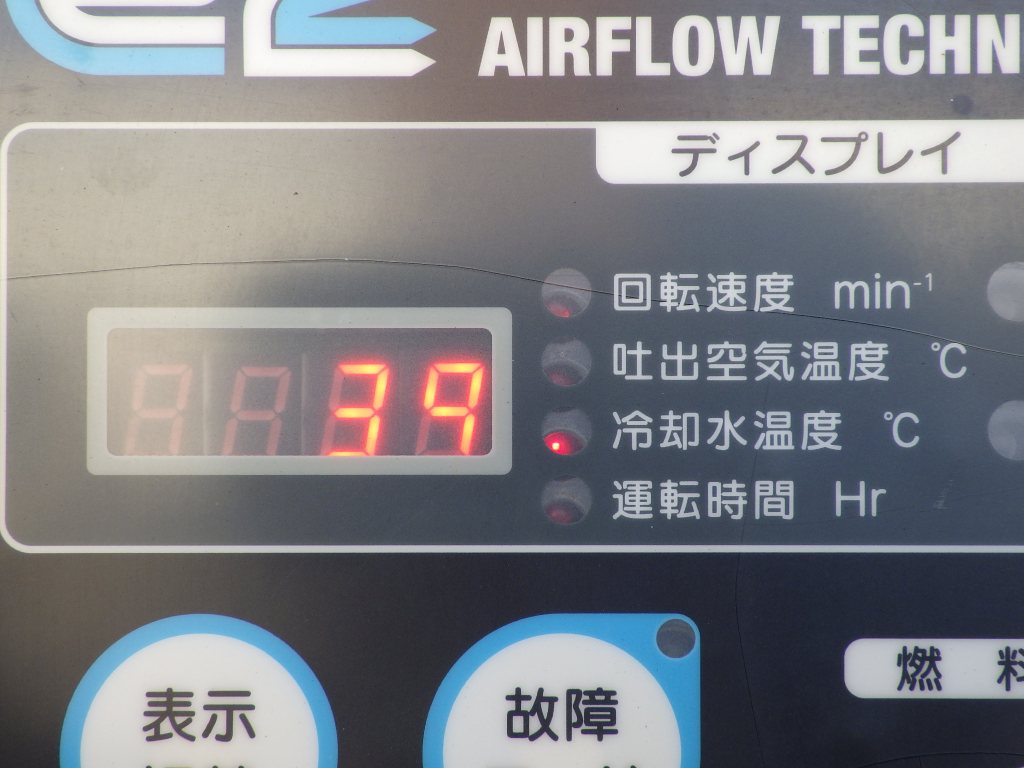 AIRFLOW TECHN
ディスプレイ
39
回転速度 min⁻¹
吐出空気温度 ℃
冷却水温度 ℃
運転時間 Hr
表示
故障
燃料